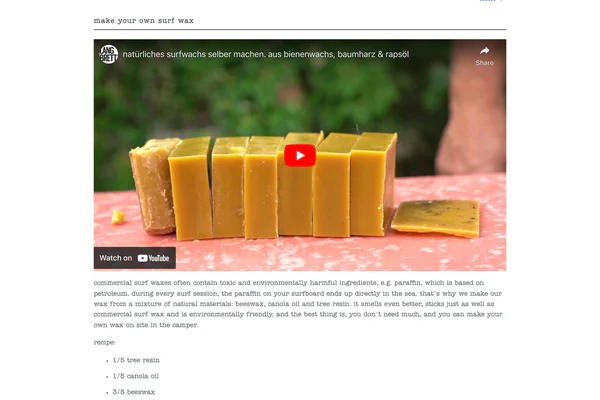 make your own surf wax
LANG BRETT
natürliches surfwachs selber machen. aus bienenwachs, baumharz & rapsöl
Share
Watch on YouTube
commercial surf waxes often contain toxic and environmentally harmful ingredients, e.g. paraffin, which is based on
petroleum. during every surf session, the paraffin on your surfboard ends up directly in the sea. that's why we make our
wax from a mixture of natural materials: beeswax, canola oil and tree resin. it smells even better, sticks just as well as
commercial surf wax and is environmentally friendly. and the best thing is, you don't need much, and you can make your
own wax on site in the camper.
recipe:
1/5 tree resin
1/5 canola oil
3/5 beeswax